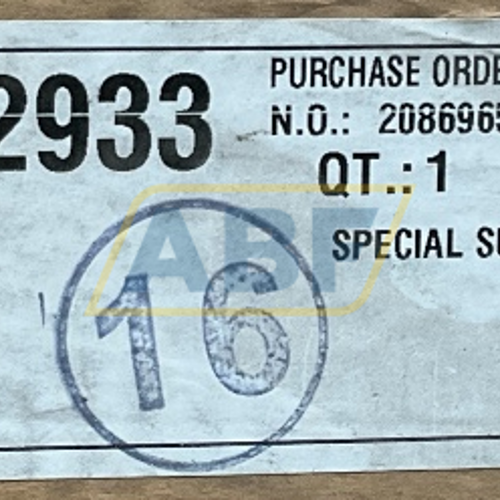 2933
PURCHASE ORDE
N.O.: 2086965
QT.: 1
SPECIAL SU
ABF
16